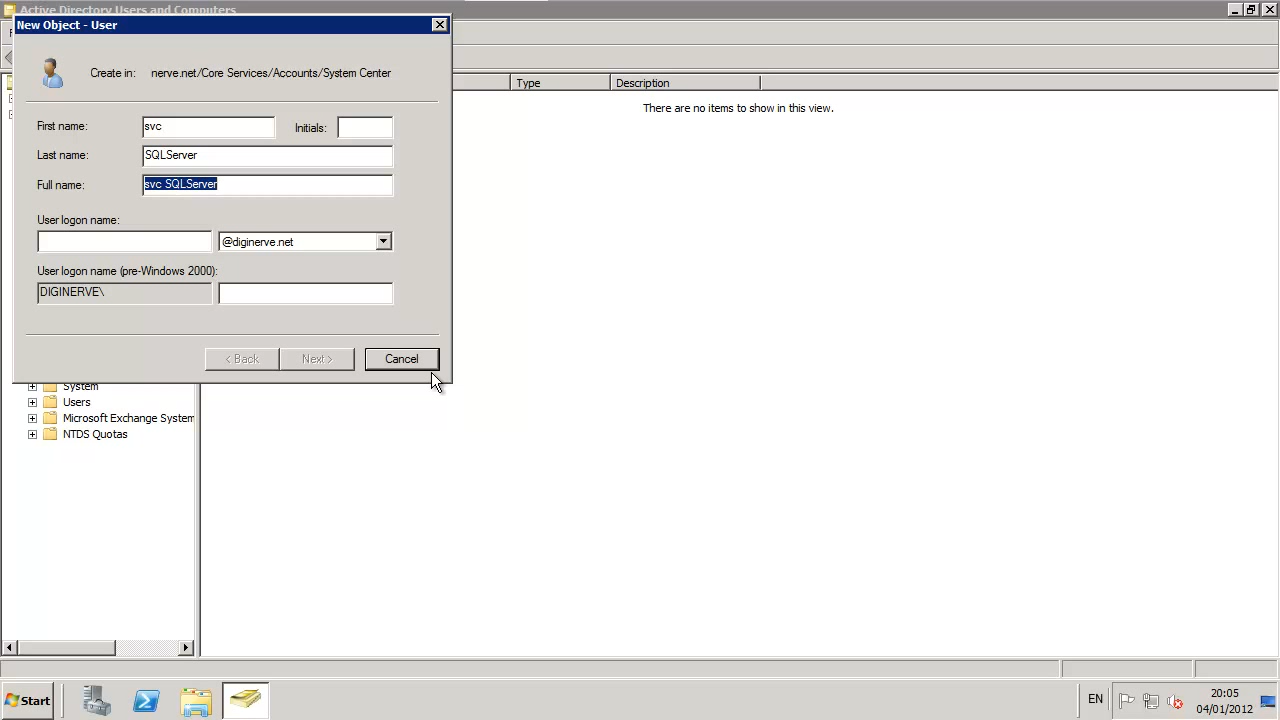 Active Directory Users and Computers
New Object - User
Create in: nerve.net/Core Services/Accounts/System Center
Type Description
There are no items to show in this view.
First name: svc Initials:
Last name: SQLServer
Full name: svc SQLServer
User logon name:
@diginerve.net
User logon name (pre-Windows 2000):
DIGINERVE\
< Back Next > Cancel
System
Users
Microsoft Exchange System
NTDS Quotas
Start EN 20:05
04/01/2012